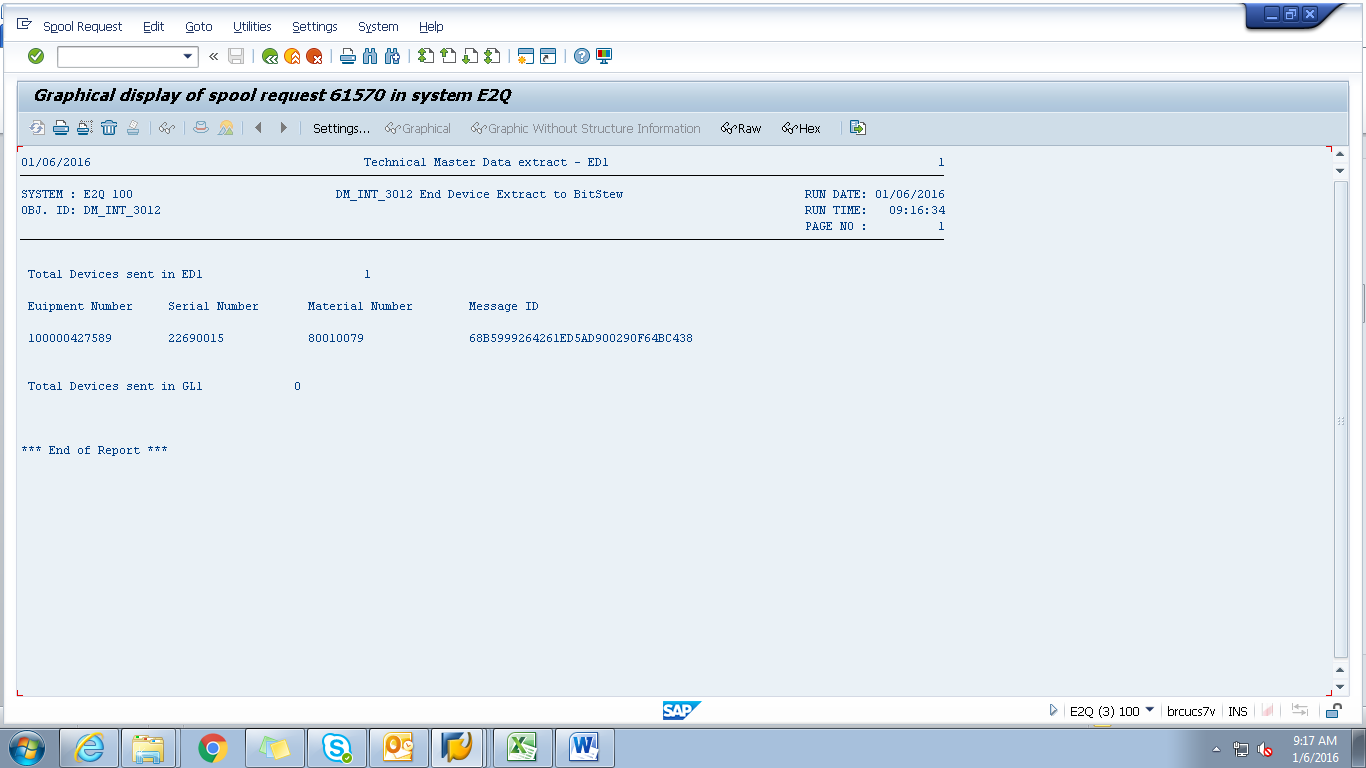 Spool Request Edit Goto Utilities Settings System Help
Graphical display of spool request 61570 in system E2Q
Settings... Graphical Graphic Without Structure Information Raw Hex
01/06/2016 Technical Master Data extract - ED1 1
SYSTEM : E2Q 100 DM_INT_3012 End Device Extract to BitStew RUN DATE: 01/06/2016
OBJ. ID: DM_INT_3012 RUN TIME: 09:16:34
PAGE NO : 1
Total Devices sent in ED1 1
Euipment Number Serial Number Material Number Message ID
100000427589 22690015 80010079 68B5999264261ED5AD900290F64BC438
Total Devices sent in GL1 0
*** End of Report ***
SAP
E2Q (3) 100 brcucs7v INS
9:17 AM
1/6/2016